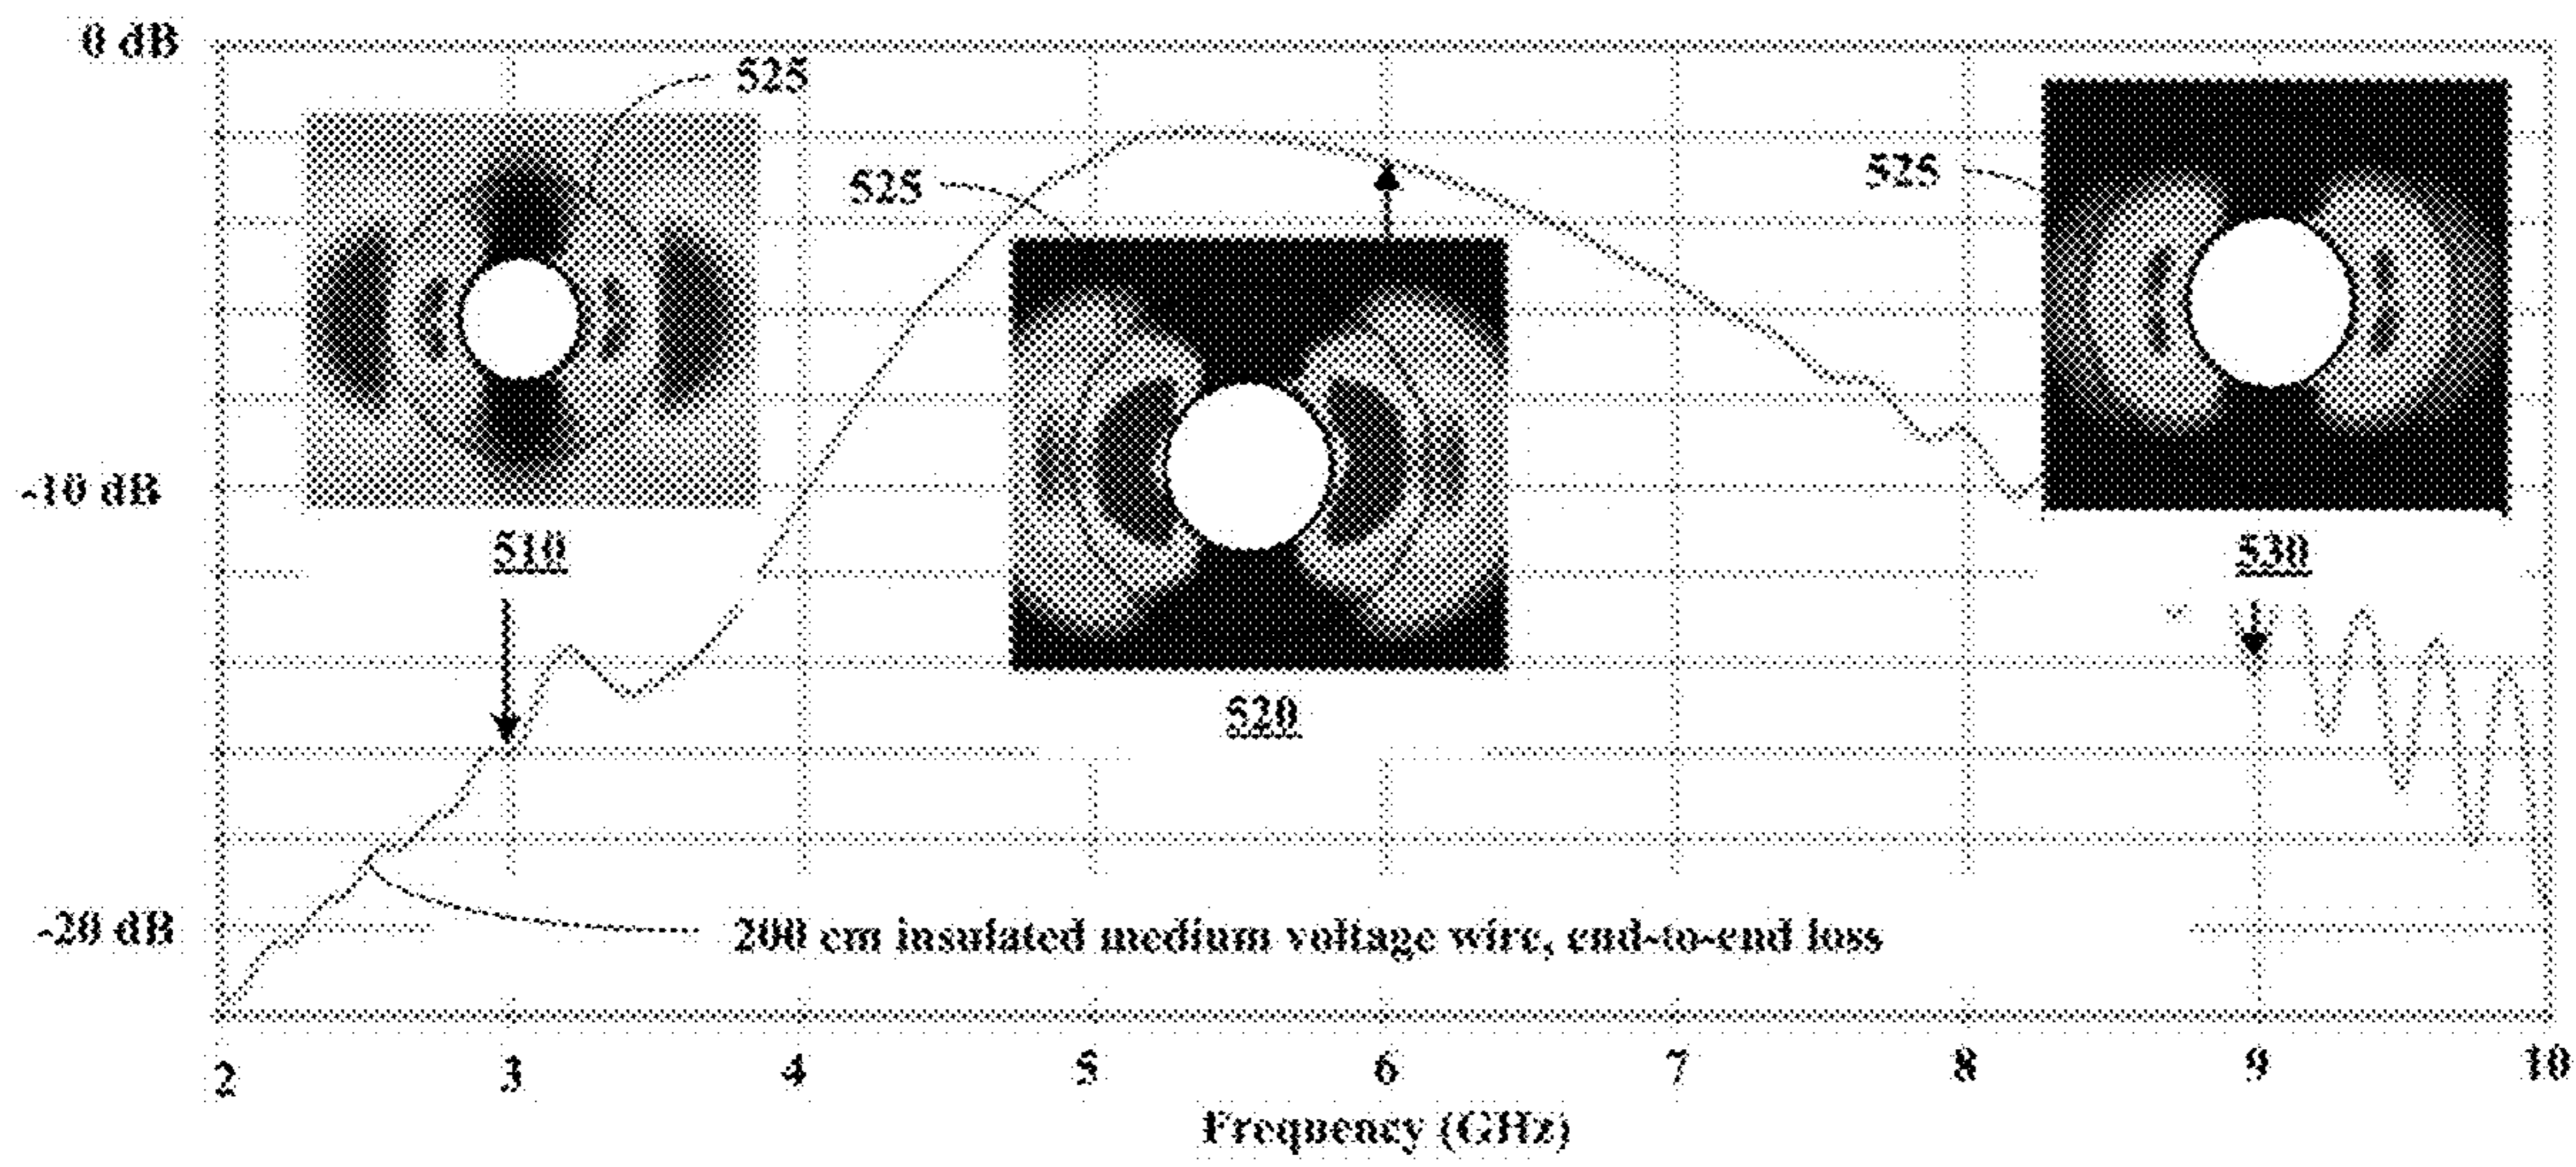 0 dB
525
525
525
-10 dB
510
530
520
-20 dB
200 cm insulated medium voltage wire, end-to-end loss
2 3 4 5 6 7 8 9 10
Frequency (GHz)